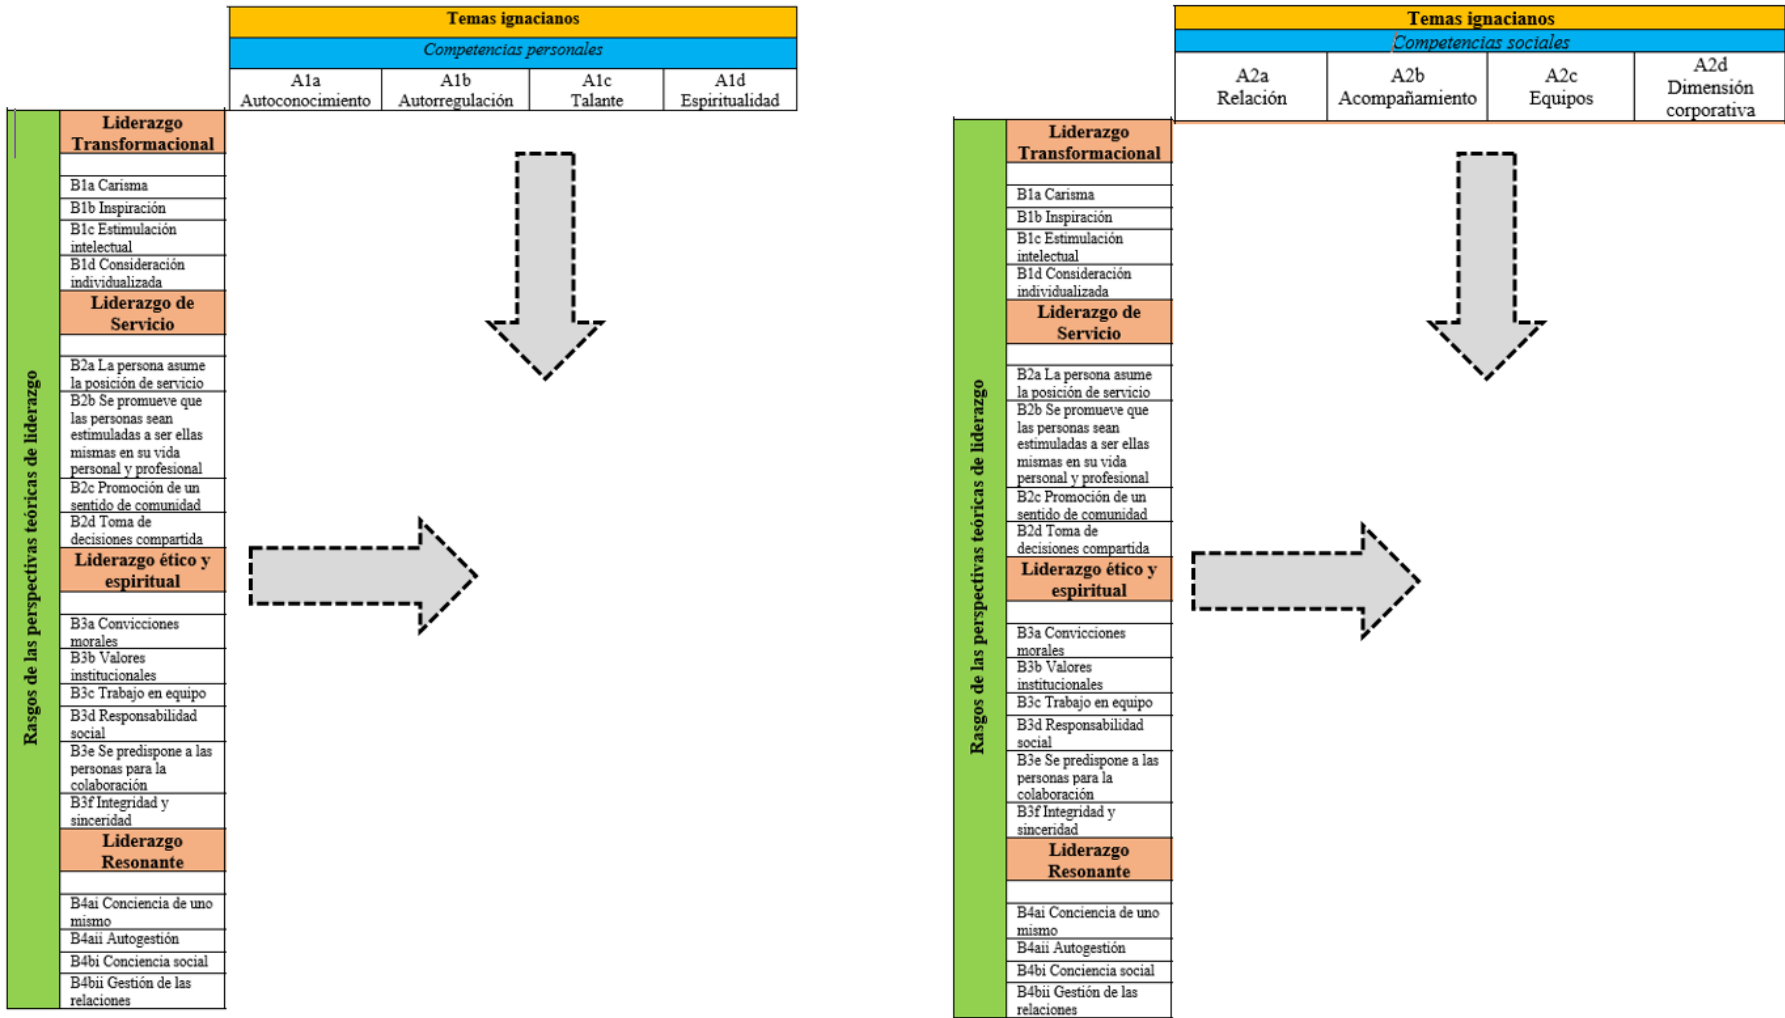 Temas ignacianos
Competencias personales
A1a
Autoconocimiento
A1b
Autorregulación
A1c
Talante
A1d
Espiritualidad
Rasgos de las perspectivas teóricas de liderazgo
Liderazgo
Transformacional
B1a Carisma
B1b Inspiración
B1c Estimulación
intelectual
B1d Consideración
individualizada
Liderazgo de
Servicio
B2a La persona asume
la posición de servicio
B2b Se promueve que
las personas sean
estimuladas a ser ellas
mismas en su vida
personal y profesional
B2c Promoción de un
sentido de comunidad
B2d Toma de
decisiones compartida
Liderazgo ético y
espiritual
B3a Convicciones
morales
B3b Valores
institucionales
B3c Trabajo en equipo
B3d Responsabilidad
social
B3e Se predispone a las
personas para la
colaboración
B3f Integridad y
sinceridad
Liderazgo
Resonante
B4ai Conciencia de uno
mismo
B4aii Autogestión
B4bi Conciencia social
B4bii Gestión de las
relaciones
Temas ignacianos
Competencias sociales
A2a
Relación
A2b
Acompañamiento
A2c
Equipos
A2d
Dimensión
corporativa
Rasgos de las perspectivas teóricas de liderazgo
Liderazgo
Transformacional
B1a Carisma
B1b Inspiración
B1c Estimulación
intelectual
B1d Consideración
individualizada
Liderazgo de
Servicio
B2a La persona asume
la posición de servicio
B2b Se promueve que
las personas sean
estimuladas a ser ellas
mismas en su vida
personal y profesional
B2c Promoción de un
sentido de comunidad
B2d Toma de
decisiones compartida
Liderazgo ético y
espiritual
B3a Convicciones
morales
B3b Valores
institucionales
B3c Trabajo en equipo
B3d Responsabilidad
social
B3e Se predispone a las
personas para la
colaboración
B3f Integridad y
sinceridad
Liderazgo
Resonante
B4ai Conciencia de uno
mismo
B4aii Autogestión
B4bi Conciencia social
B4bii Gestión de las
relaciones